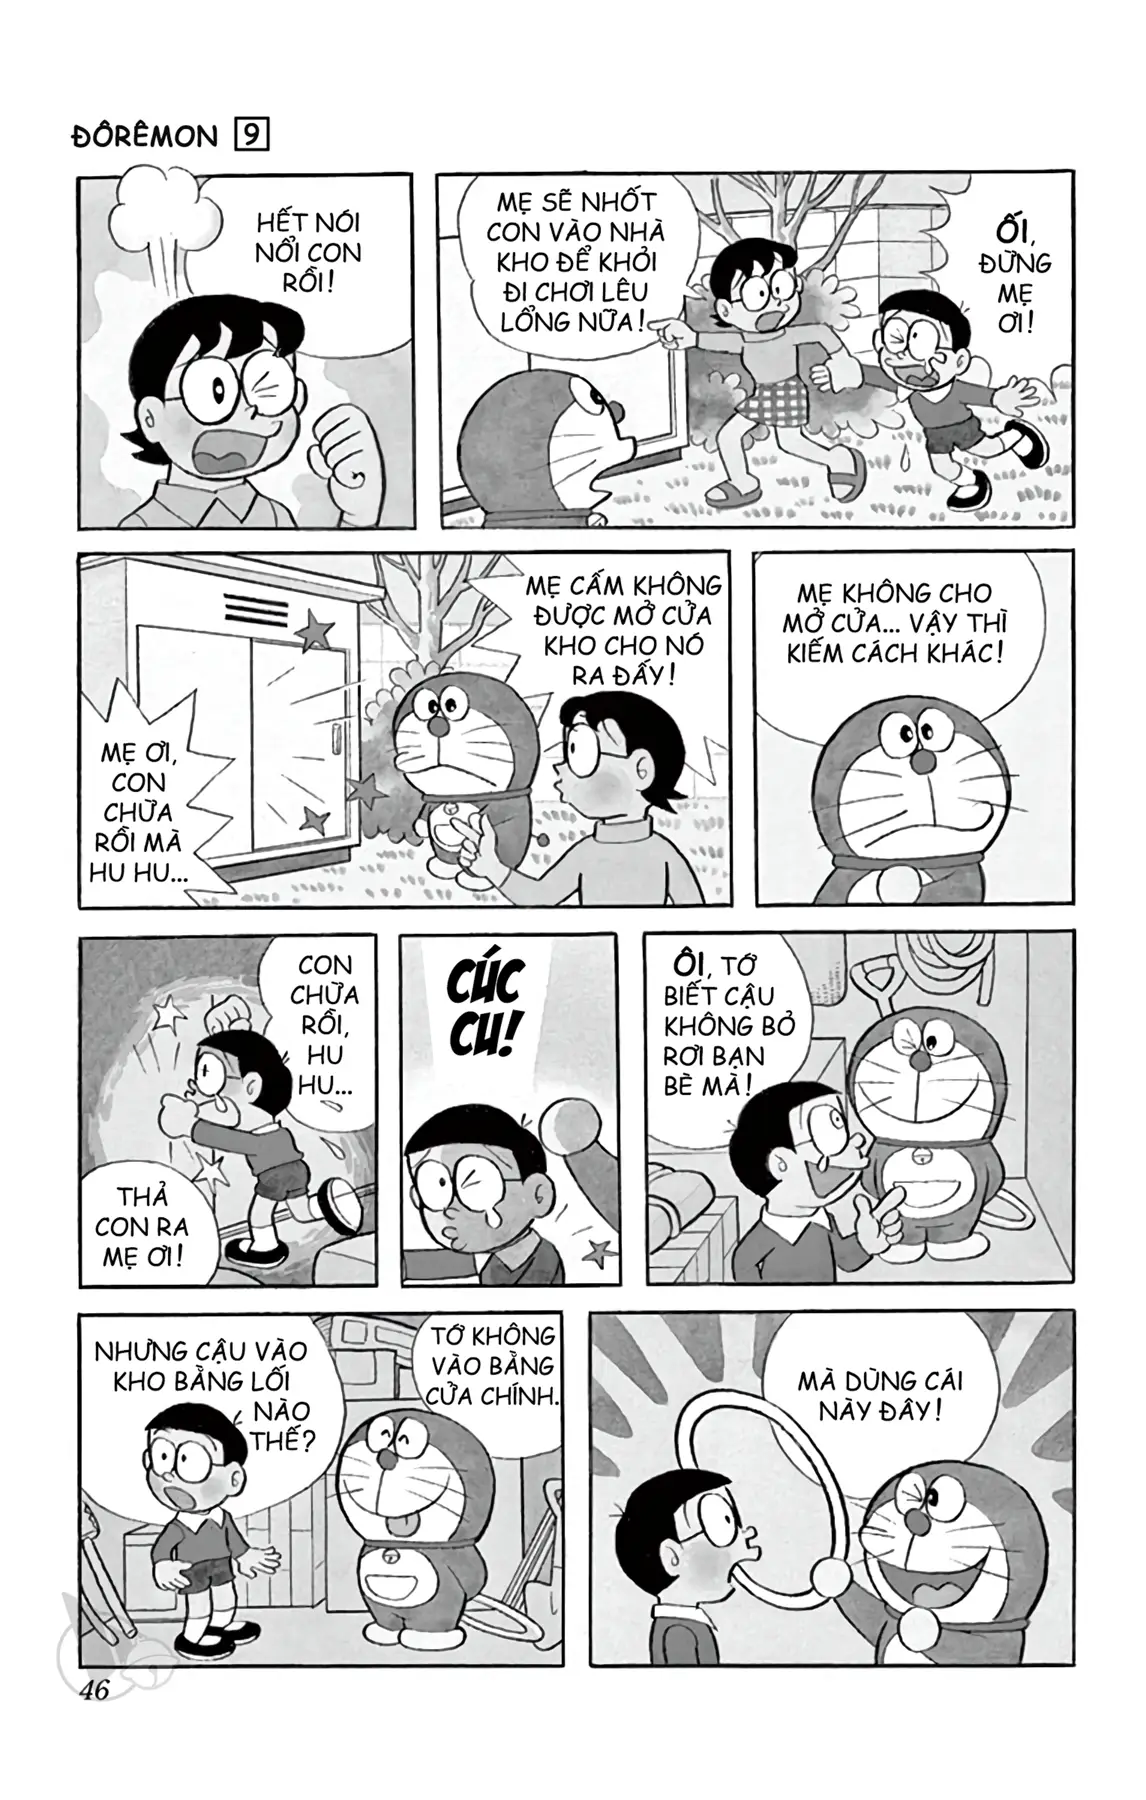 ĐÔRÊMON 9
HẾT NÓI
NỔI CON
RỒI!
MẸ SẼ NHỐT
CON VÀO NHÀ
KHO ĐỂ KHỎI
ĐI CHƠI LÊU
LỔNG NỮA!
ỐI,
ĐỪNG
MẸ
ƠI!
MẸ ƠI,
CON
CHỮA
RỒI MÀ
HU HU...
MẸ CẤM KHÔNG
ĐƯỢC MỞ CỬA
KHO CHO NÓ
RA ĐẤY!
MẸ KHÔNG CHO
MỞ CỬA... VẬY THÌ
KIẾM CÁCH KHÁC!
CON
CHỮA
RỒI,
HU
HU...
THẢ
CON RA
MẸ ƠI!
CÚC
CU!
ÔI, TỚ
BIẾT CẬU
KHÔNG BỎ
RƠI BẠN
BÈ MÀ!
NHƯNG CẬU VÀO
KHO BẰNG LỐI
NÀO
THẾ?
TỚ KHÔNG
VÀO BẰNG
CỬA CHÍNH.
MÀ DÙNG CÁI
NÀY ĐÂY!
46